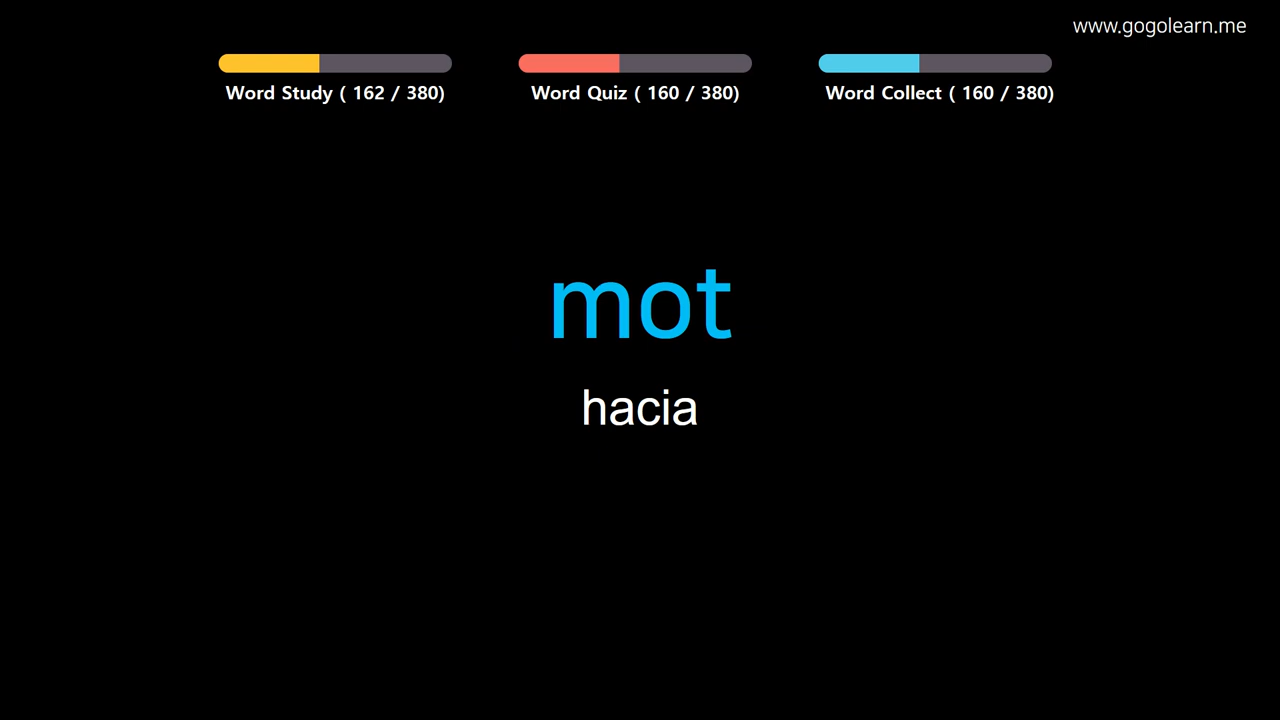 www.gogolearn.me
Word Study ( 162 / 380)
Word Quiz ( 160 / 380)
Word Collect ( 160 / 380)
mot
hacia